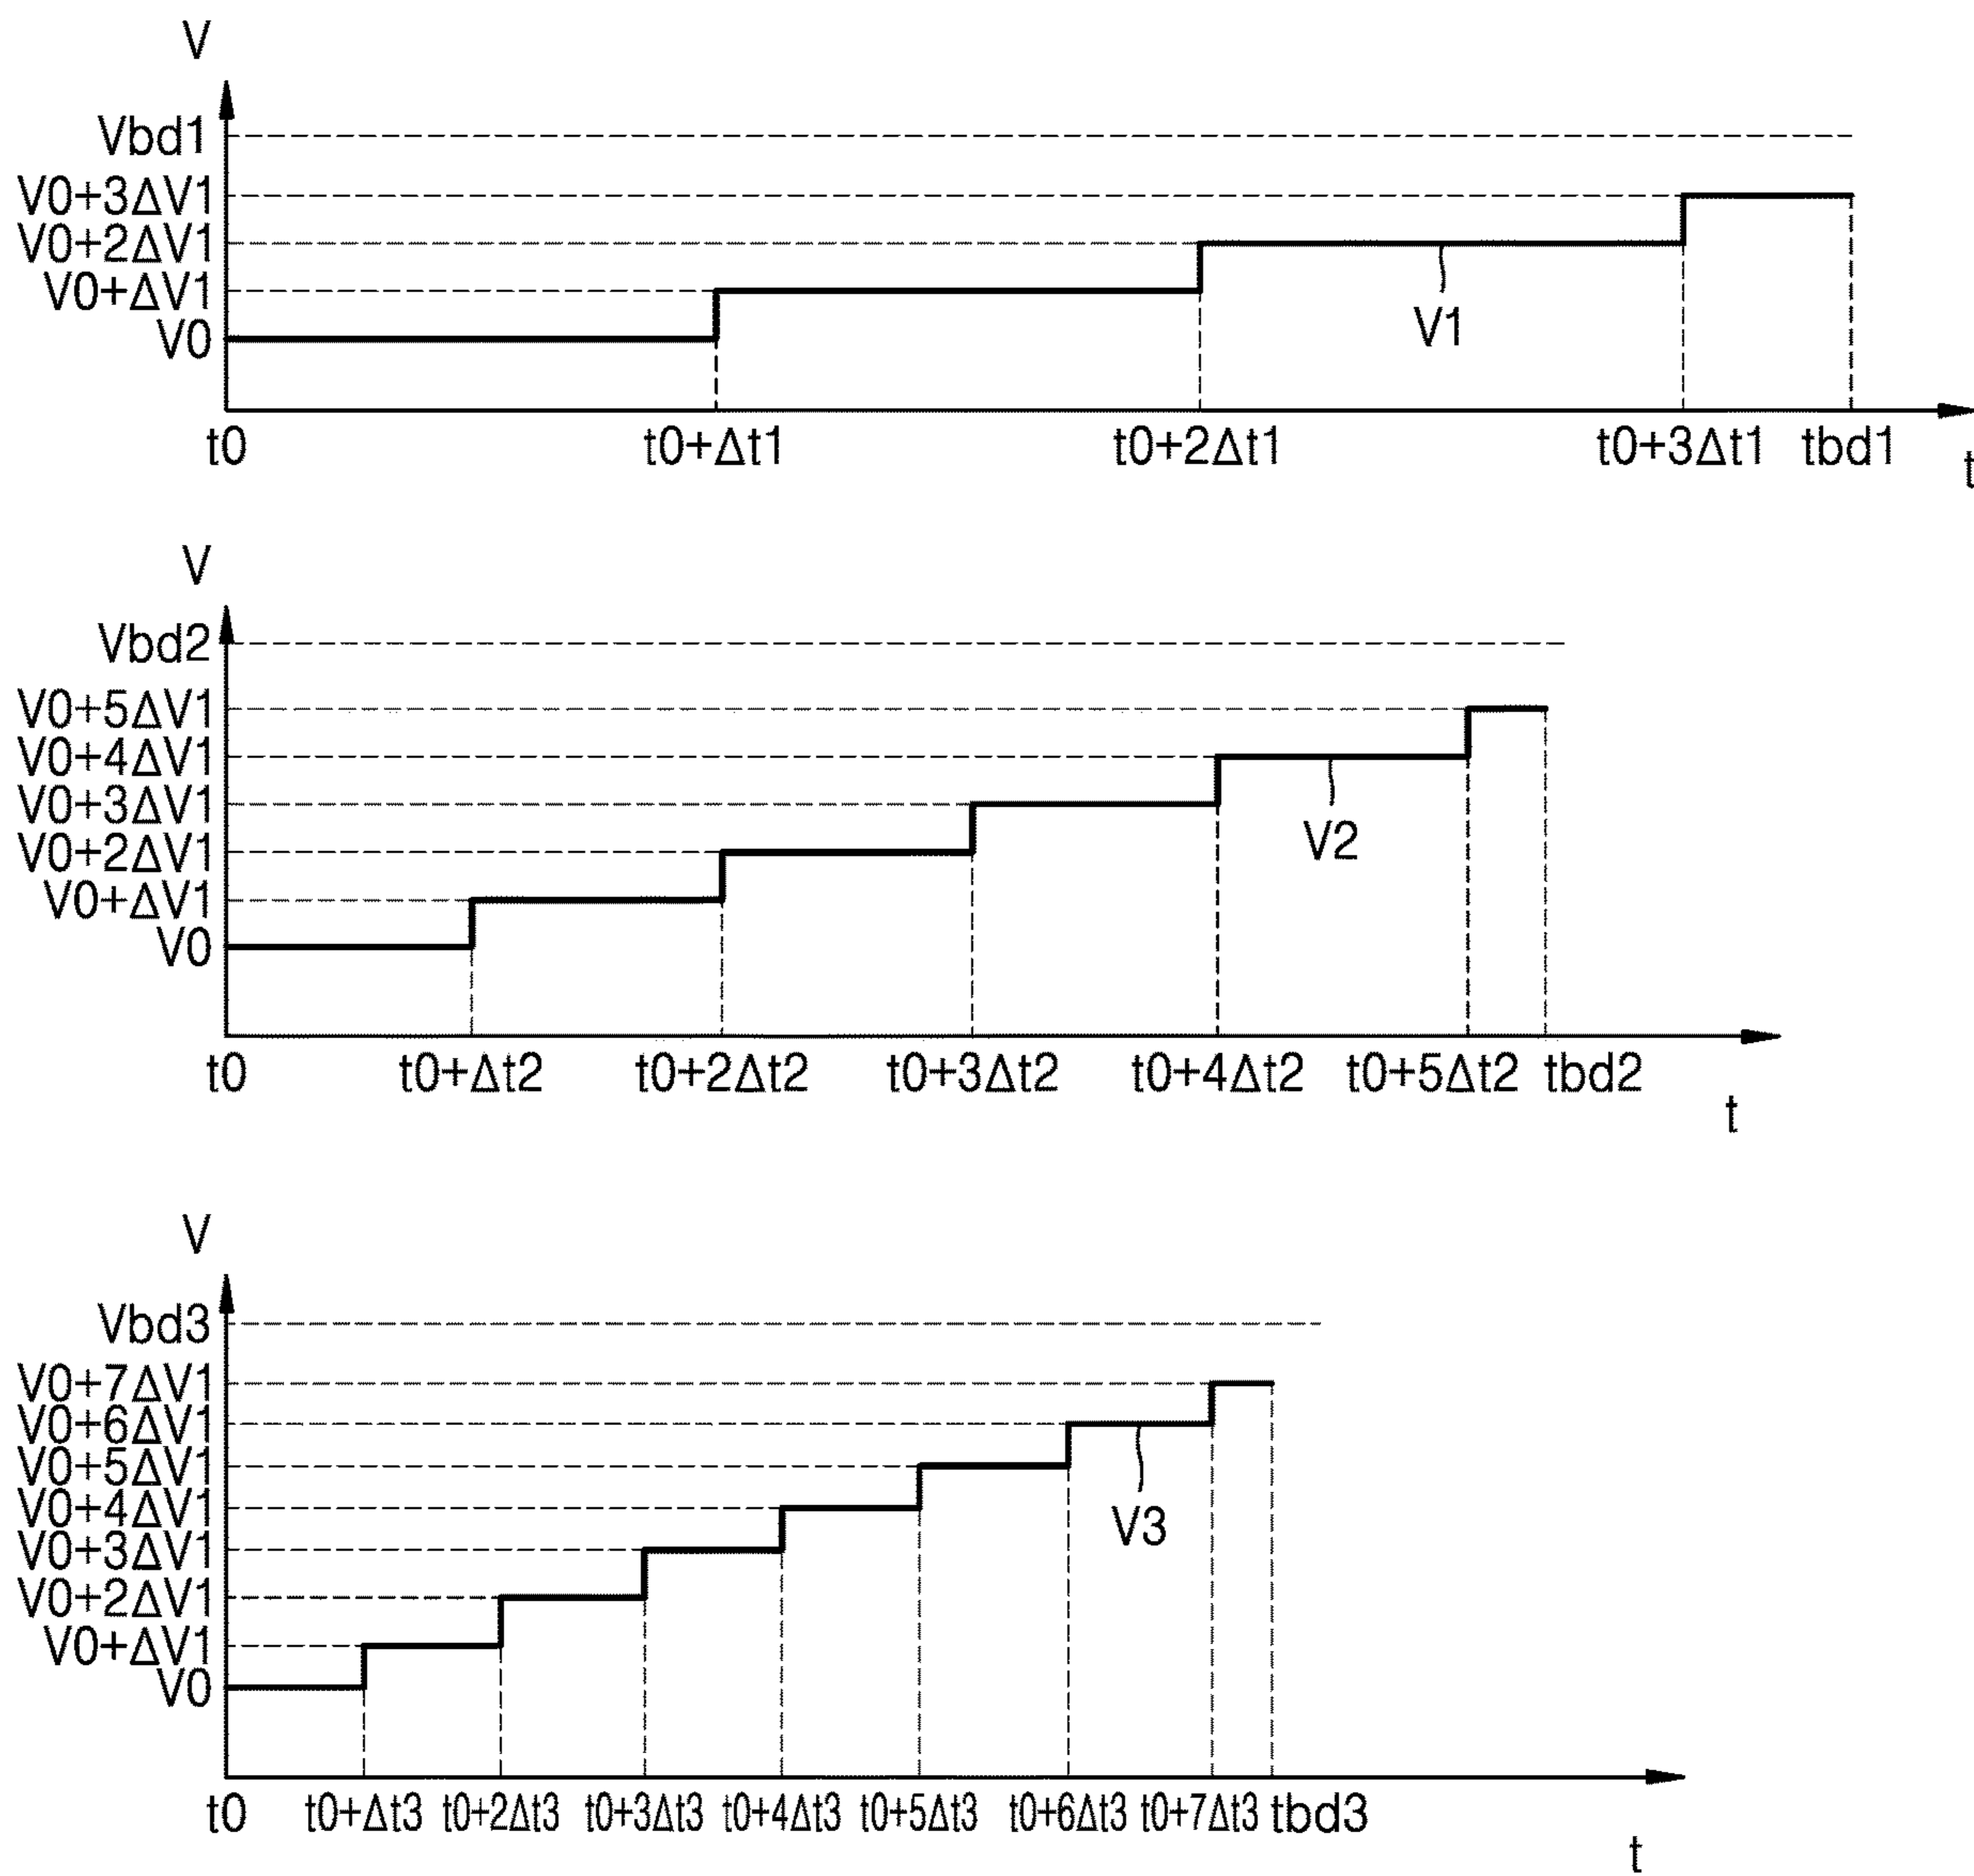 V
Vbd1
V0+3ΔV1
V0+2ΔV1
V0+ΔV1
V0
V1
t0 t0+Δt1 t0+2Δt1 t0+3Δt1 tbd1
t
V
Vbd2
V0+5ΔV1
V0+4ΔV1
V0+3ΔV1
V0+2ΔV1
V0+ΔV1
V0
V2
t0 t0+Δt2 t0+2Δt2 t0+3Δt2 t0+4Δt2 t0+5Δt2 tbd2
t
V
Vbd3
V0+7ΔV1
V0+6ΔV1
V0+5ΔV1
V0+4ΔV1
V0+3ΔV1
V0+2ΔV1
V0+ΔV1
V0
V3
t0 t0+Δt3 t0+2Δt3 t0+3Δt3 t0+4Δt3 t0+5Δt3 t0+6Δt3 t0+7Δt3 tbd3
t